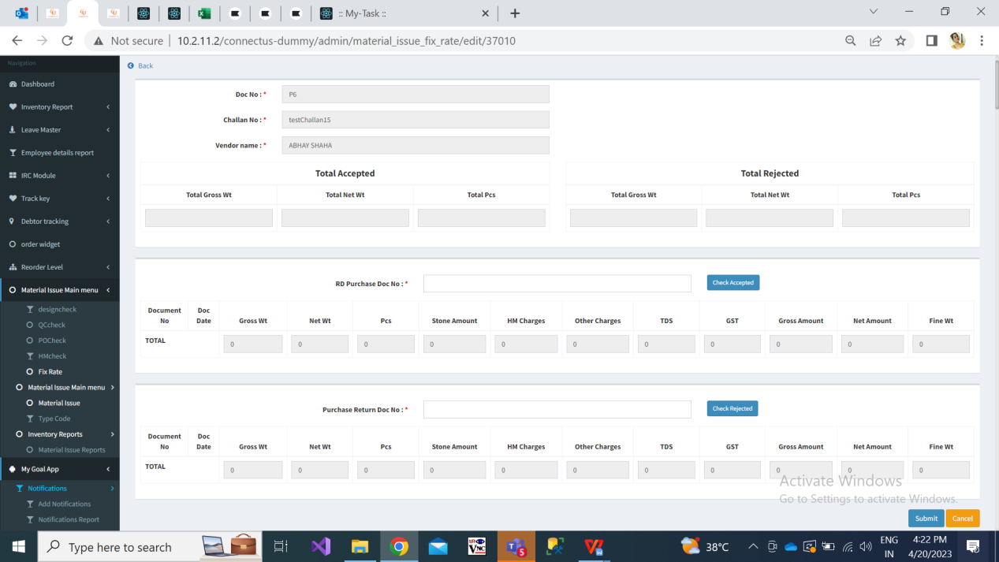 :: My-Task ::
Not secure | 10.2.11.2/connectus-dummy/admin/material_issue_fix_rate/edit/37010
Navigation
Dashboard
Inventory Report
Leave Master
Employee details report
IRC Module
Track key
Debtor tracking
order widget
Reorder Level
Material Issue Main menu
designcheck
QCcheck
POCheck
HMcheck
Fix Rate
Material Issue Main menu
Material Issue
Type Code
Inventory Reports
Material Issue Reports
My Goal App
Notifications
Add Notifications
Notifications Report
Back
Doc No : * P6
Challan No : * testChallan15
Vendor name : * ABHAY SHAHA
Total Accepted
Total Gross Wt Total Net Wt Total Pcs
Total Rejected
Total Gross Wt Total Net Wt Total Pcs
RD Purchase Doc No : * Check Accepted
Document No Doc Date Gross Wt Net Wt Pcs Stone Amount HM Charges Other Charges TDS GST Gross Amount Net Amount Fine Wt
TOTAL 0 0 0 0 0 0 0 0 0 0 0
Purchase Return Doc No : * Check Rejected
Document No Doc Date Gross Wt Net Wt Pcs Stone Amount HM Charges Other Charges TDS GST Gross Amount Net Amount Fine Wt
TOTAL 0 0 0 0 0 0 0 0 0 0 0
Activate Windows
Go to Settings to activate Windows.
Submit Cancel
Type here to search
VNC
5
38°C
ENG
IN
4:22 PM
4/20/2023